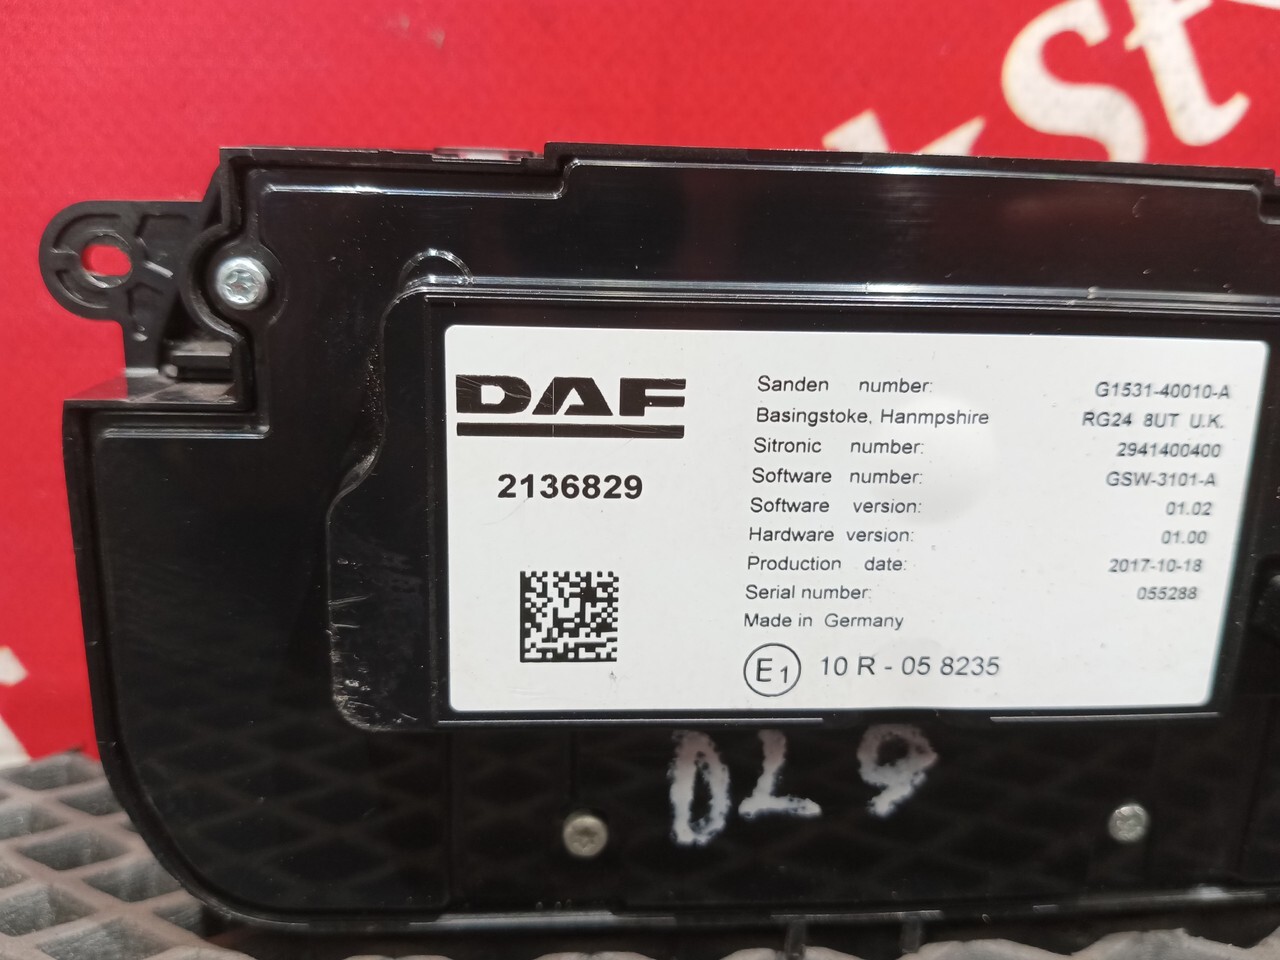 k-st
DAF
2136829
Sanden number: G1531-40010-A
Basingstoke, Hanmpshire RG24 8UT U.K.
Sitronic number: 2941400400
Software number: GSW-3101-A
Software version: 01.02
Hardware version: 01.00
Production date: 2017-10-18
Serial number: 055288
Made in Germany
E1 10 R - 05 8235